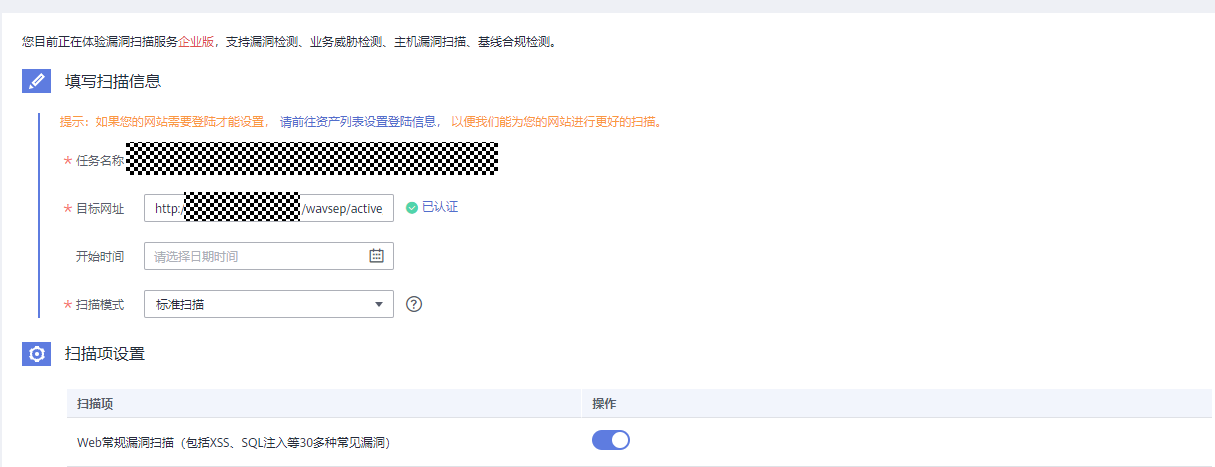 您目前正在体验漏洞扫描服务企业版，支持漏洞检测、业务威胁检测、主机漏洞扫描、基线合规检测。
填写扫描信息
提示：如果您的网站需要登陆才能设置，请前往资产列表设置登陆信息，以便我们能为您的网站进行更好的扫描。
* 任务名称
* 目标网址 http:/ /wavsep/active 已认证
开始时间 请选择日期时间
* 扫描模式 标准扫描 ?
扫描项设置
扫描项 操作
Web常规漏洞扫描（包括XSS、SQL注入等30多种常见漏洞）